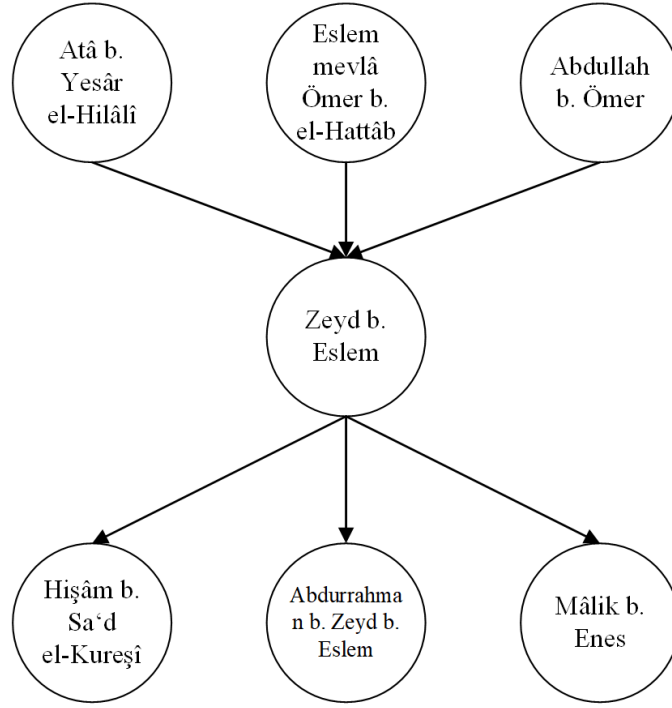 Atâ b.
Yesâr
el-Hilâlî
Eslem
mevlâ
Ömer b.
el-Hattâb
Abdullah
b. Ömer
Zeyd b.
Eslem
Hişâm b.
Sa‘d
el-Kureşî
Abdurrahma
n b. Zeyd b.
Eslem
Mâlik b.
Enes